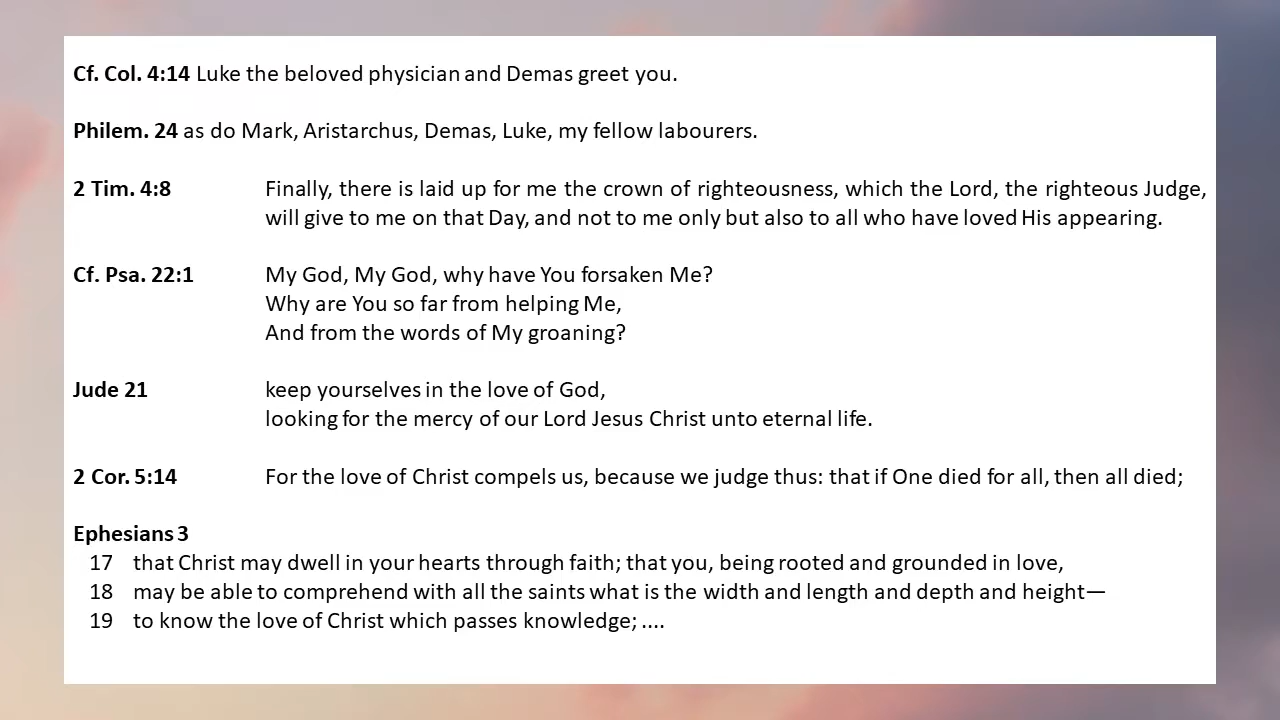 Cf. Col. 4:14 Luke the beloved physician and Demas greet you.
Philem. 24 as do Mark, Aristarchus, Demas, Luke, my fellow labourers.
2 Tim. 4:8 Finally, there is laid up for me the crown of righteousness, which the Lord, the righteous Judge,
will give to me on that Day, and not to me only but also to all who have loved His appearing.
Cf. Psa. 22:1 My God, My God, why have You forsaken Me?
Why are You so far from helping Me,
And from the words of My groaning?
Jude 21 keep yourselves in the love of God,
looking for the mercy of our Lord Jesus Christ unto eternal life.
2 Cor. 5:14 For the love of Christ compels us, because we judge thus: that if One died for all, then all died;
Ephesians 3
17 that Christ may dwell in your hearts through faith; that you, being rooted and grounded in love,
18 may be able to comprehend with all the saints what is the width and length and depth and height—
19 to know the love of Christ which passes knowledge; ....